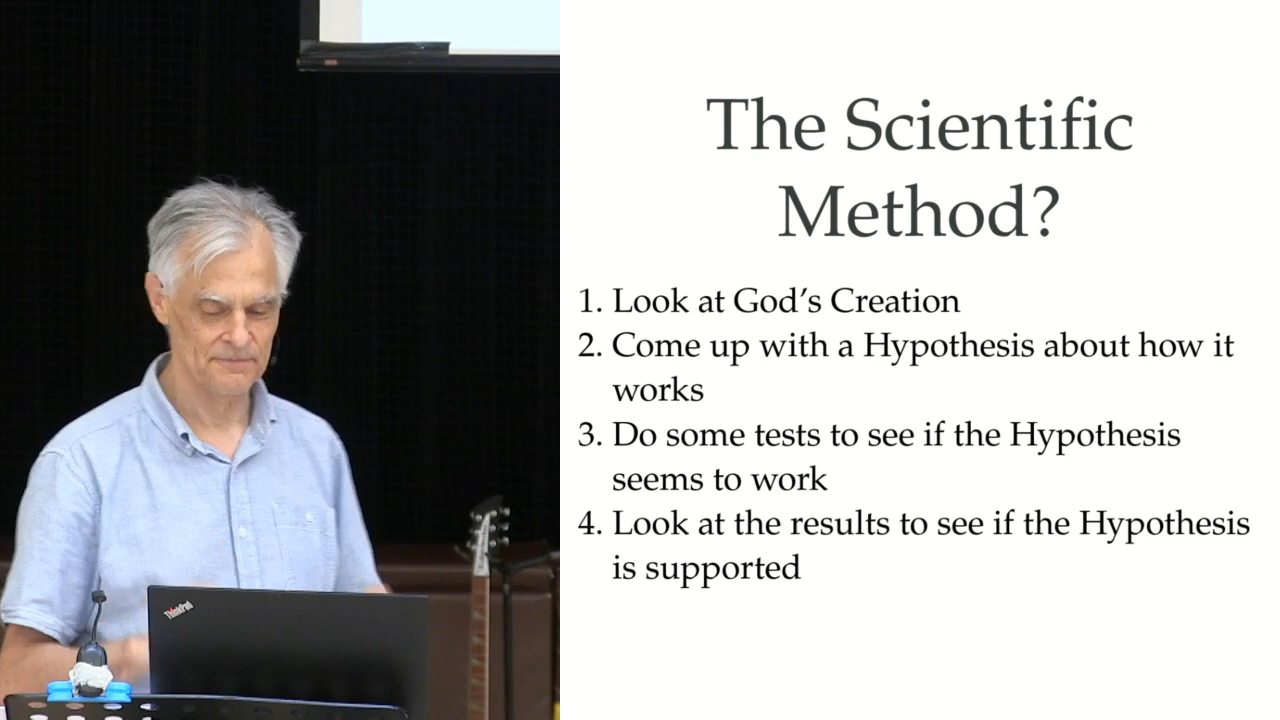 The Scientific
Method?
1. Look at God's Creation
2. Come up with a Hypothesis about how it
works
3. Do some tests to see if the Hypothesis
seems to work
4. Look at the results to see if the Hypothesis
is supported
ThinkPad